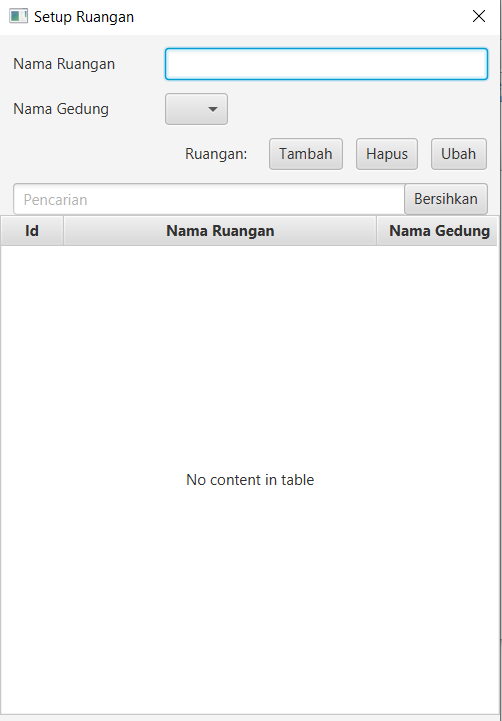 Setup Ruangan
Nama Ruangan
Nama Gedung
Ruangan: Tambah Hapus Ubah
Pencarian Bersihkan
Id Nama Ruangan Nama Gedung
No content in table